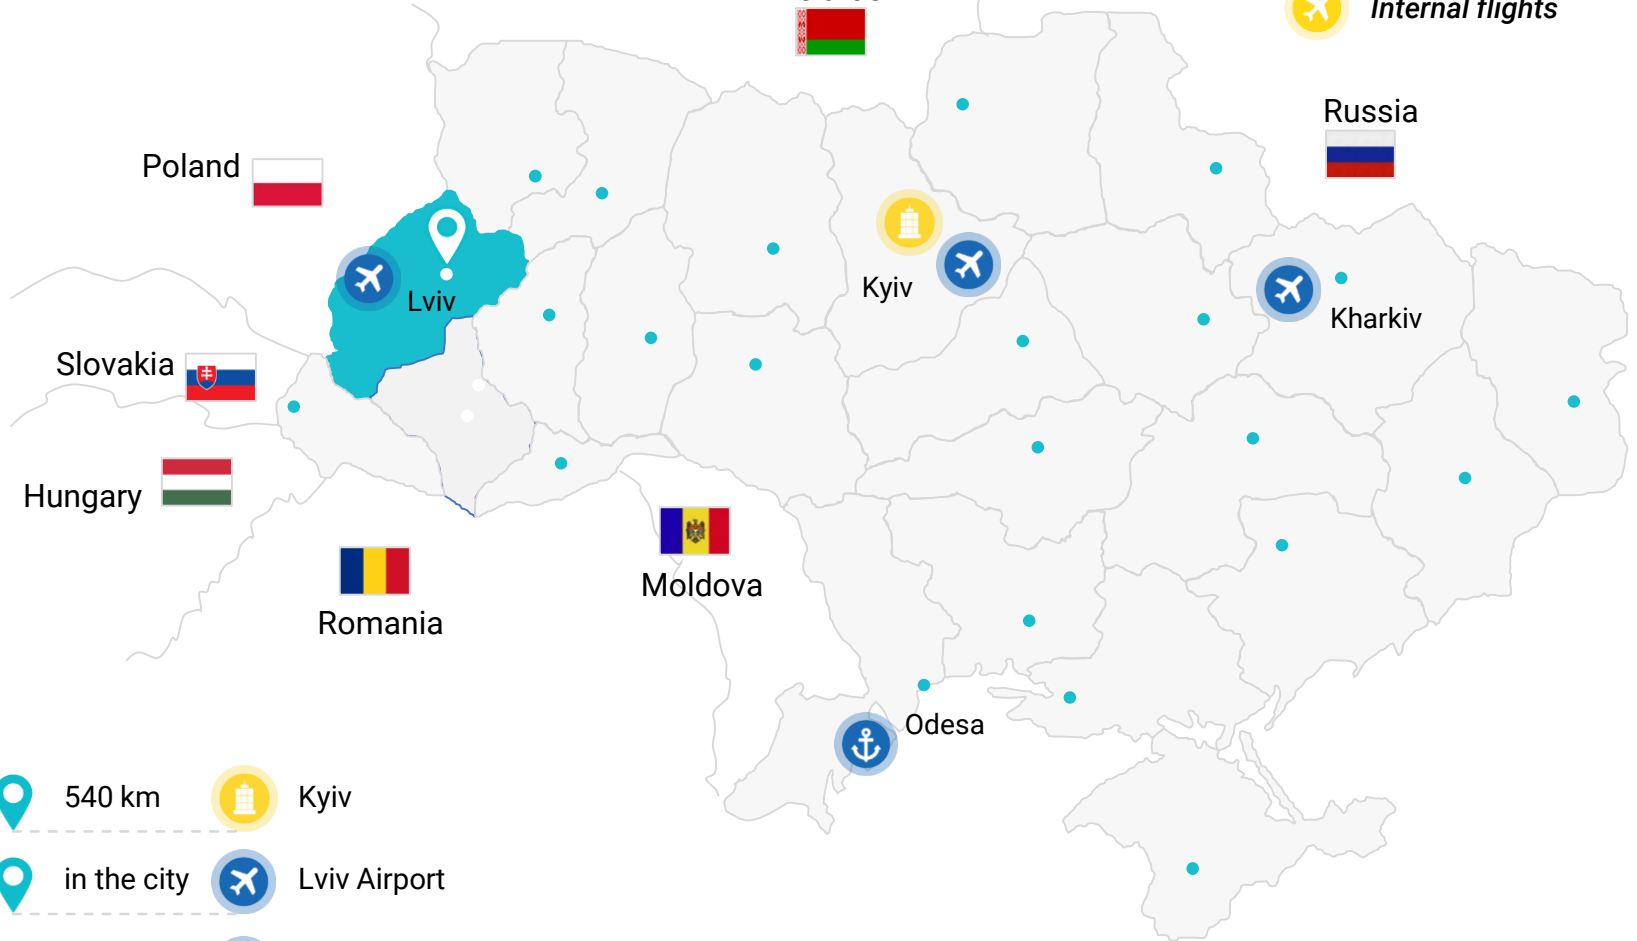 Internal flights
Russia
Poland
Kyiv
Lviv
Kharkiv
Slovakia
Hungary
Moldova
Romania
Odesa
540 km Kyiv
in the city Lviv Airport